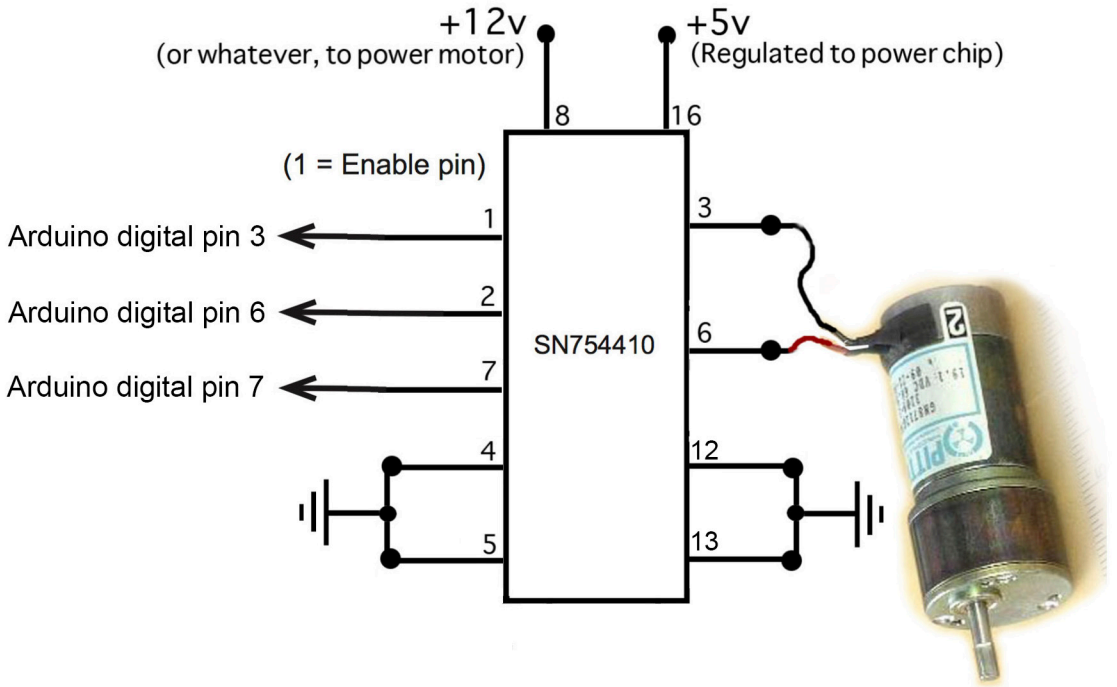 +12v
(or whatever, to power motor)
+5v
(Regulated to power chip)
8
16
(1 = Enable pin)
1
Arduino digital pin 3
2
Arduino digital pin 6
7
Arduino digital pin 7
SN754410
3
6
4
5
12
13
2